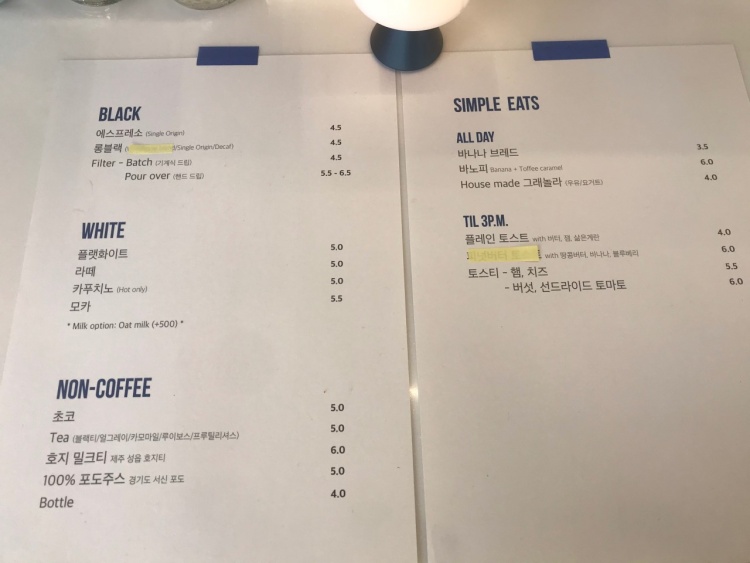 BLACK
에스프레소 (Single Origin) 4.5
롱블랙 /Single Origin/Decaf) 4.5
Filter - Batch (기계식 드립) 4.5
Pour over (핸드 드립) 5.5 - 6.5
WHITE
플랫화이트 5.0
라떼 5.0
카푸치노 (Hot only) 5.0
모카 5.5
* Milk option: Oat milk (+500) *
NON-COFFEE
초코 5.0
Tea (블랙티/얼그레이/카모마일/루이보스/프루틸리셔스) 5.0
호지 밀크티 제주 성읍 호지티 6.0
100% 포도주스 경기도 서신 포도 5.0
Bottle 4.0
SIMPLE EATS
ALL DAY
바나나 브레드 3.5
바노피 Banana + Toffee caramel 6.0
House made 그래놀라 (우유/요거트) 4.0
TIL 3P.M.
플레인 토스트 with 버터, 잼, 삶은계란 4.0
with 땅콩버터, 바나나, 블루베리 6.0
토스티 - 햄, 치즈 5.5
- 버섯, 선드라이드 토마토 6.0